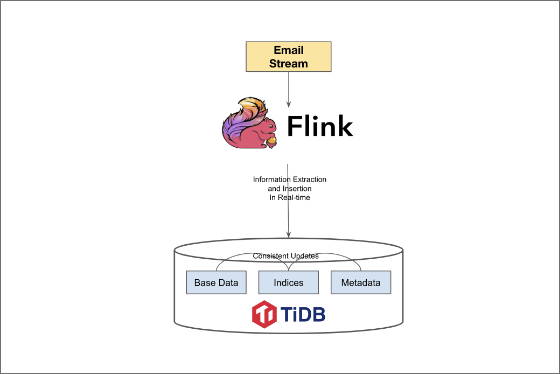 Email
Stream
Flink
Information Extraction
and Insertion
In Real-time
Consistent Updates
Base Data
Indices
Metadata
TiDB